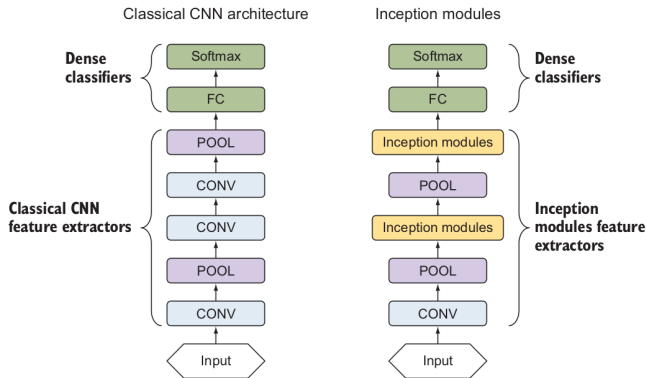 Classical CNN architecture
Dense
classifiers
Softmax
FC
POOL
CONV
CONV
POOL
CONV
Input
Classical CNN
feature extractors
Inception modules
Softmax
FC
Inception modules
POOL
Inception modules
POOL
CONV
Input
Dense
classifiers
Inception
modules feature
extractors